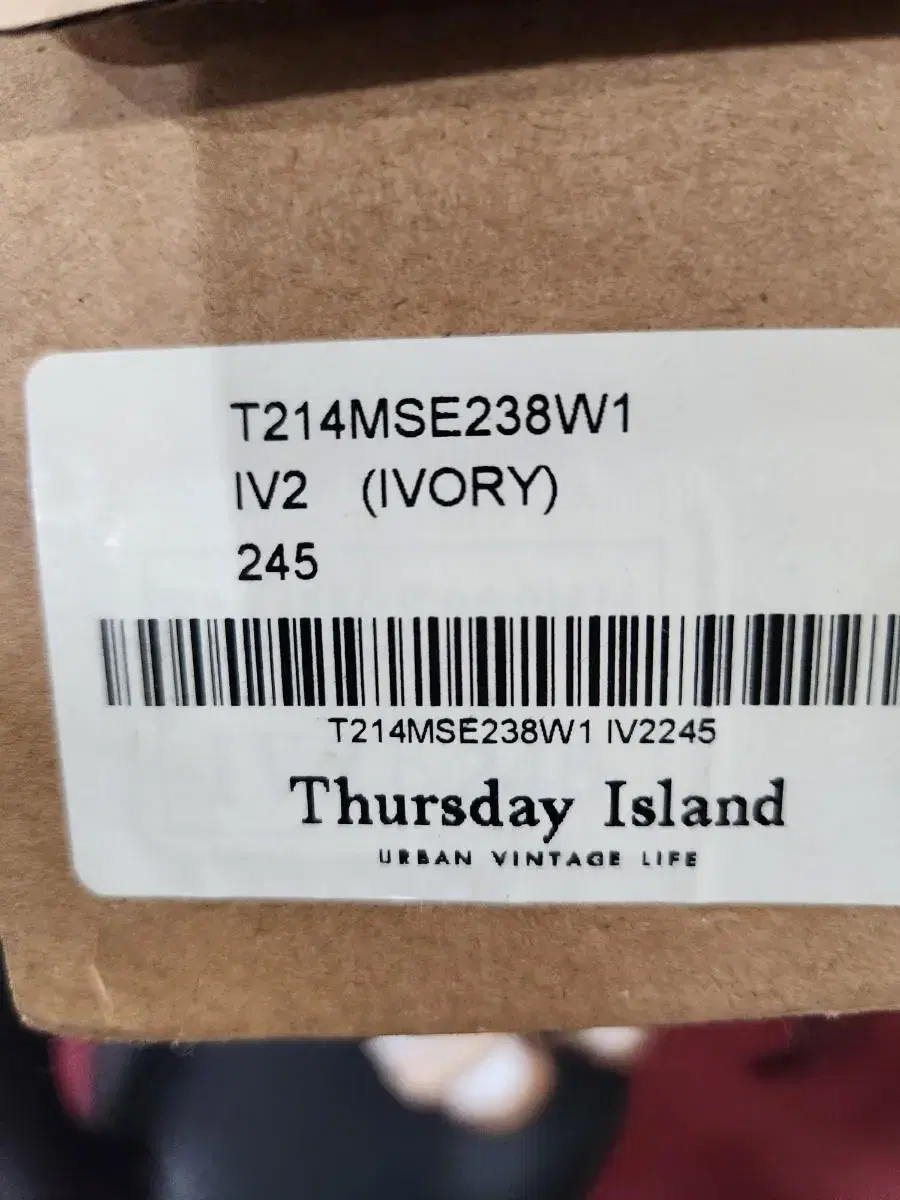 T214MSE238W1
IV2 (IVORY)
245
T214MSE238W1 IV2245
Thursday Island
URBAN VINTAGE LIFE